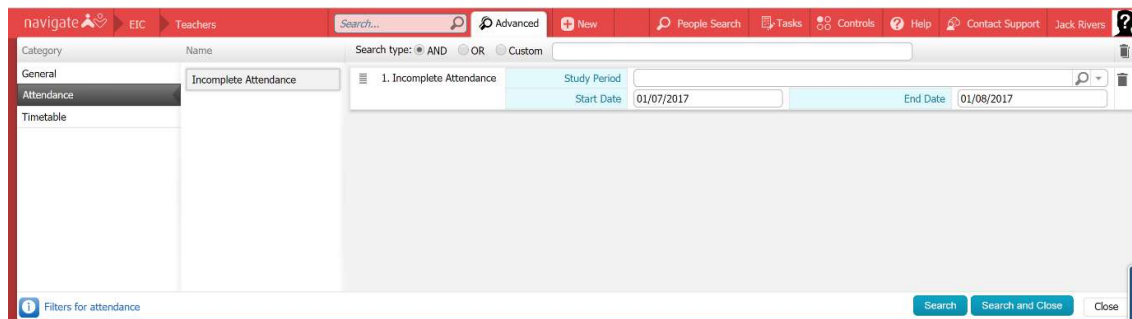 navigate EIC Teachers Search... Advanced New People Search Tasks Controls Help Contact Support Jack Rivers
Category Name Search type: AND OR Custom
General Incomplete Attendance 1. Incomplete Attendance Study Period
Attendance Start Date 01/07/2017 End Date 01/08/2017
Timetable
Filters for attendance Search Search and Close Close